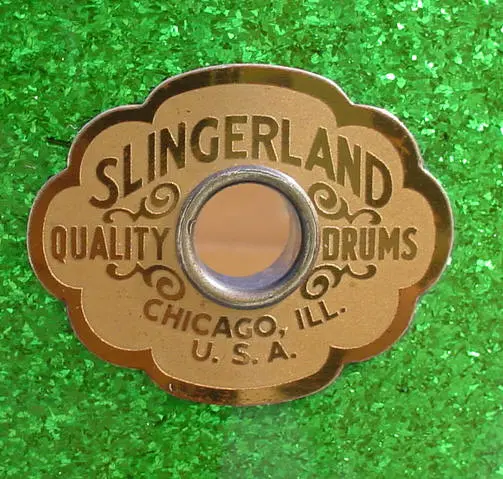 SLINGERLAND
QUALITY DRUMS
CHICAGO, ILL.
U. S. A.